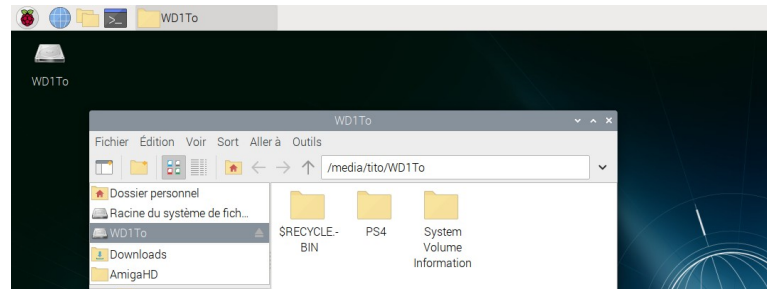 WD1To
WD1To
WD1To
Fichier Édition Voir Sort Aller à Outils
/media/tito/WD1To
Dossier personnel
Racine du système de fich...
WD1To
Downloads
AmigaHD
$RECYCLE.-
BIN
PS4
System
Volume
Information